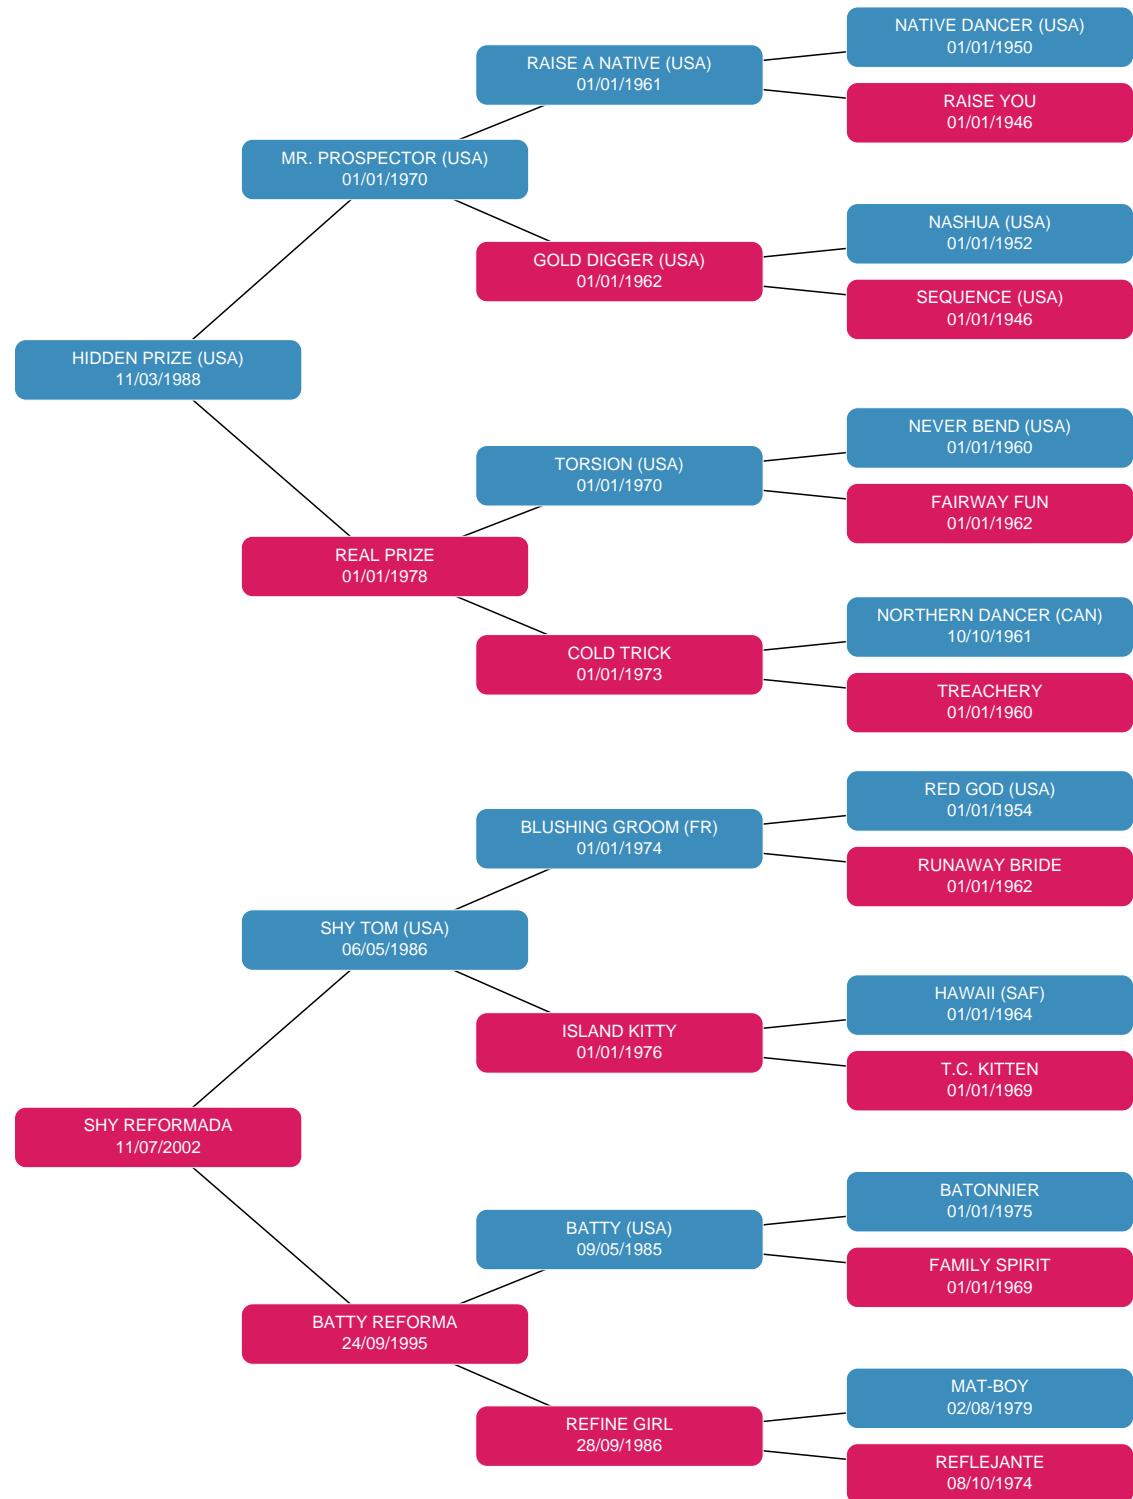 NATIVE DANCER (USA)
01/01/1950
RAISE A NATIVE (USA)
01/01/1961
RAISE YOU
01/01/1946
MR. PROSPECTOR (USA)
01/01/1970
NASHUA (USA)
01/01/1952
GOLD DIGGER (USA)
01/01/1962
SEQUENCE (USA)
01/01/1946
HIDDEN PRIZE (USA)
11/03/1988
NEVER BEND (USA)
01/01/1960
TORSION (USA)
01/01/1970
FAIRWAY FUN
01/01/1962
REAL PRIZE
01/01/1978
NORTHERN DANCER (CAN)
10/10/1961
COLD TRICK
01/01/1973
TREACHERY
01/01/1960
RED GOD (USA)
01/01/1954
BLUSHING GROOM (FR)
01/01/1974
RUNAWAY BRIDE
01/01/1962
SHY TOM (USA)
06/05/1986
HAWAII (SAF)
01/01/1964
ISLAND KITTY
01/01/1976
T.C. KITTEN
01/01/1969
SHY REFORMADA
11/07/2002
BATONNIER
01/01/1975
BATTY (USA)
09/05/1985
FAMILY SPIRIT
01/01/1969
BATTY REFORMA
24/09/1995
MAT-BOY
02/08/1979
REFINE GIRL
28/09/1986
REFLEJANTE
08/10/1974